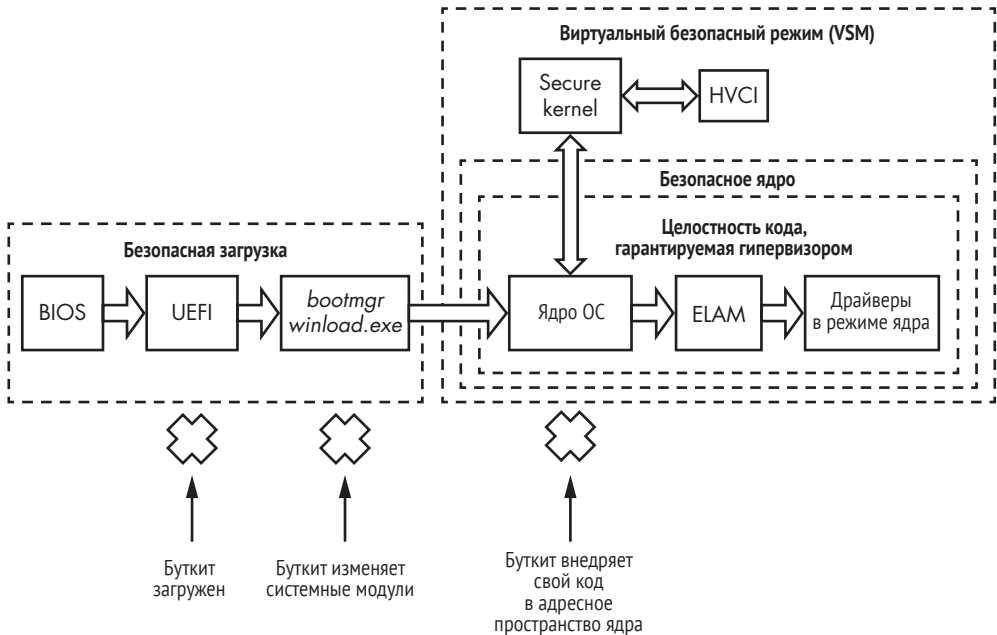 Виртуальный безопасный режим (VSM)
Secure
kernel
HVCI
Безопасное ядро
Целостность кода,
гарантируемая гипервизором
Безопасная загрузка
BIOS
UEFI
bootmgr
winload.exe
Ядро ОС
ELAM
Драйверы
в режиме ядра
Буткит
загружен
Буткит изменяет
системные модули
Буткит внедряет
свой код
в адресное
пространство ядра